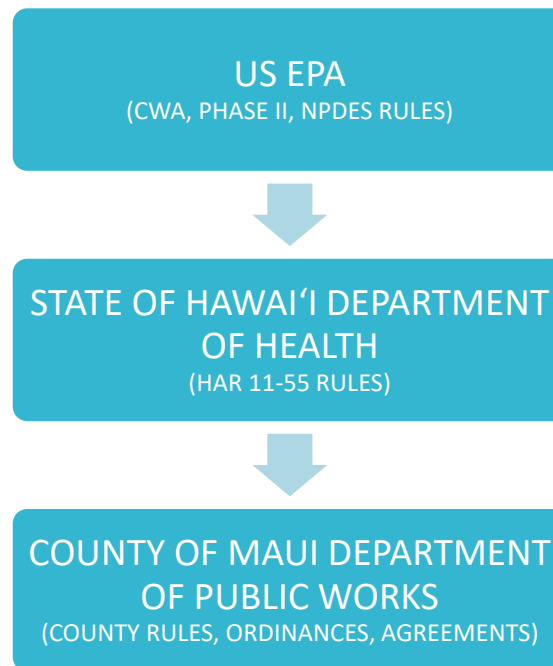 US EPA
(CWA, PHASE II, NPDES RULES)
STATE OF HAWAI‘I DEPARTMENT
OF HEALTH
(HAR 11-55 RULES)
COUNTY OF MAUI DEPARTMENT
OF PUBLIC WORKS
(COUNTY RULES, ORDINANCES, AGREEMENTS)